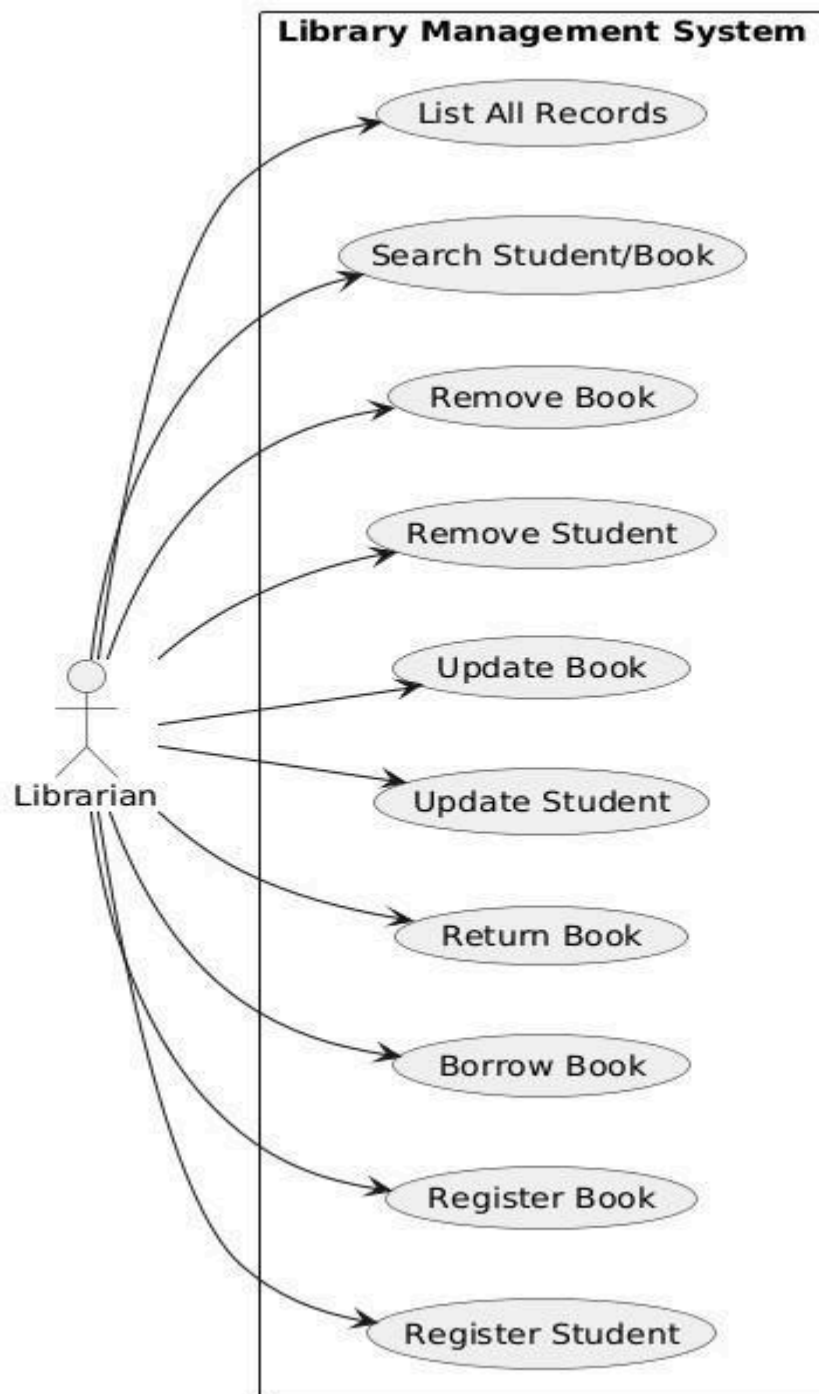 Library Management System
List All Records
Search Student/Book
Remove Book
Remove Student
Update Book
Update Student
Librarian
Return Book
Borrow Book
Register Book
Register Student